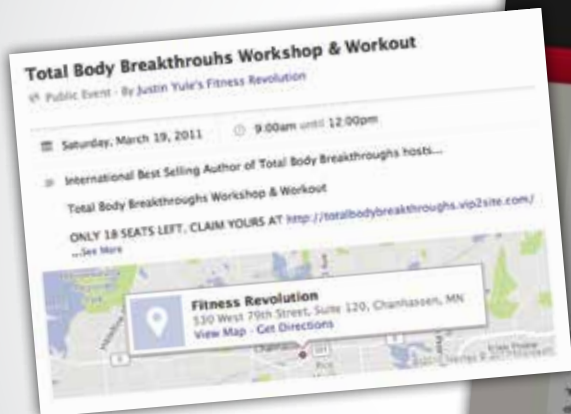 Total Body Breakthrouhs Workshop & Workout
Public Event · By Justin Yule's Fitness Revolution
Saturday, March 19, 2011 9:00am until 12:00pm
International Best Selling Author of Total Body Breakthroughs hosts...
Total Body Breakthroughs Workshop & Workout
ONLY 18 SEATS LEFT, CLAIM YOURS AT http://totalbodybreakthroughs.vip2site.com/
...See More
Fitness Revolution
530 West 79th Street, Suite 120, Chanhassen, MN
View Map · Get Directions